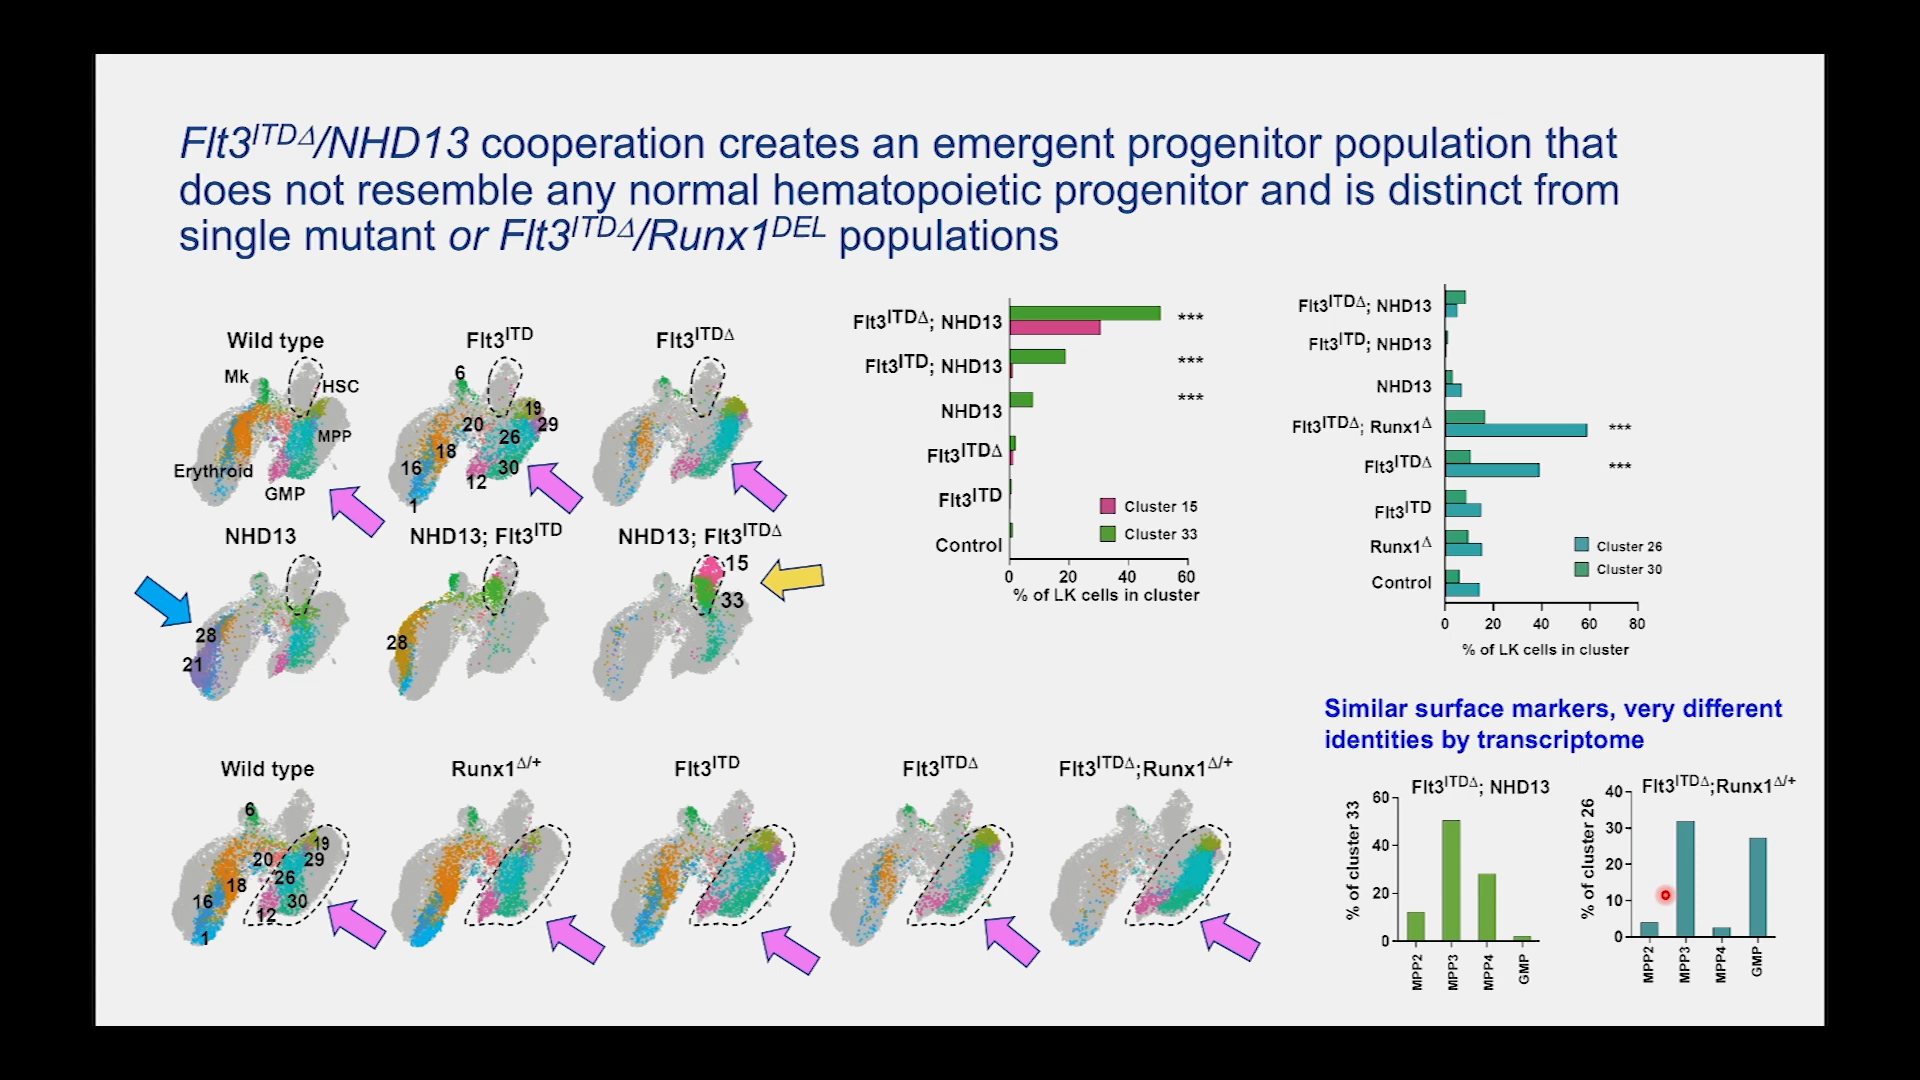 Flt3ITDΔ/NHD13 cooperation creates an emergent progenitor population that
does not resemble any normal hematopoietic progenitor and is distinct from
single mutant or Flt3ITDΔ/Runx1DEL populations
Wild type
Flt3ITD
Flt3ITDΔ
Mk
HSC
MPP
Erythroid
GMP
6
19
29
20
26
18
16
30
12
1
NHD13
NHD13; Flt3ITD
NHD13; Flt3ITDΔ
28
21
28
15
33
Flt3ITDΔ; NHD13
***
Flt3ITD; NHD13
***
NHD13
***
Flt3ITDΔ
Flt3ITD
Control
Cluster 15
Cluster 33
0 20 40 60
% of LK cells in cluster
Flt3ITDΔ; NHD13
Flt3ITD; NHD13
NHD13
Flt3ITDΔ; Runx1Δ
***
Flt3ITDΔ
***
Flt3ITD
Runx1Δ
Control
Cluster 26
Cluster 30
0 20 40 60 80
% of LK cells in cluster
Wild type
Runx1Δ/+
Flt3ITD
Flt3ITDΔ
Flt3ITDΔ;Runx1Δ/+
6
19
20
29
26
18
16
30
12
1
Similar surface markers, very different
identities by transcriptome
Flt3ITDΔ; NHD13
% of cluster 33
60
40
20
0
MPP2
MPP3
MPP4
GMP
Flt3ITDΔ;Runx1Δ/+
% of cluster 26
40
30
20
10
0
MPP2
MPP3
MPP4
GMP